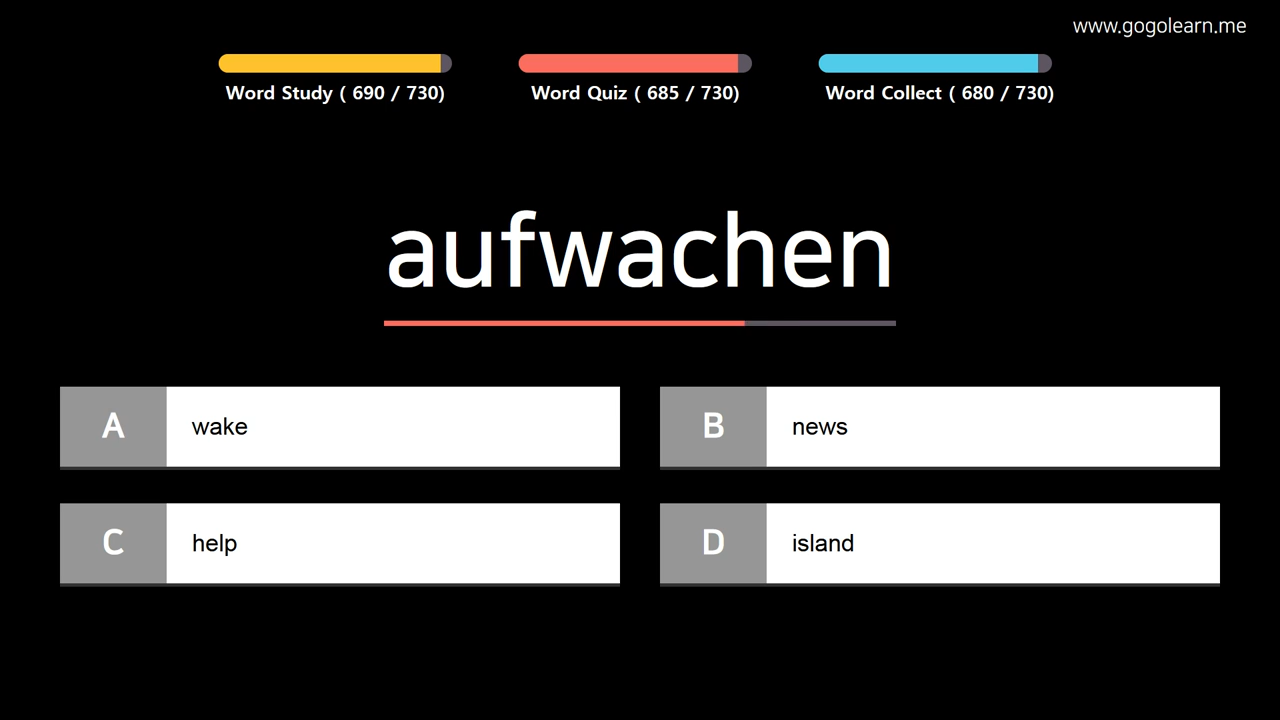 www.gogolearn.me
Word Study ( 690 / 730)
Word Quiz ( 685 / 730)
Word Collect ( 680 / 730)
aufwachen
A
wake
B
news
C
help
D
island